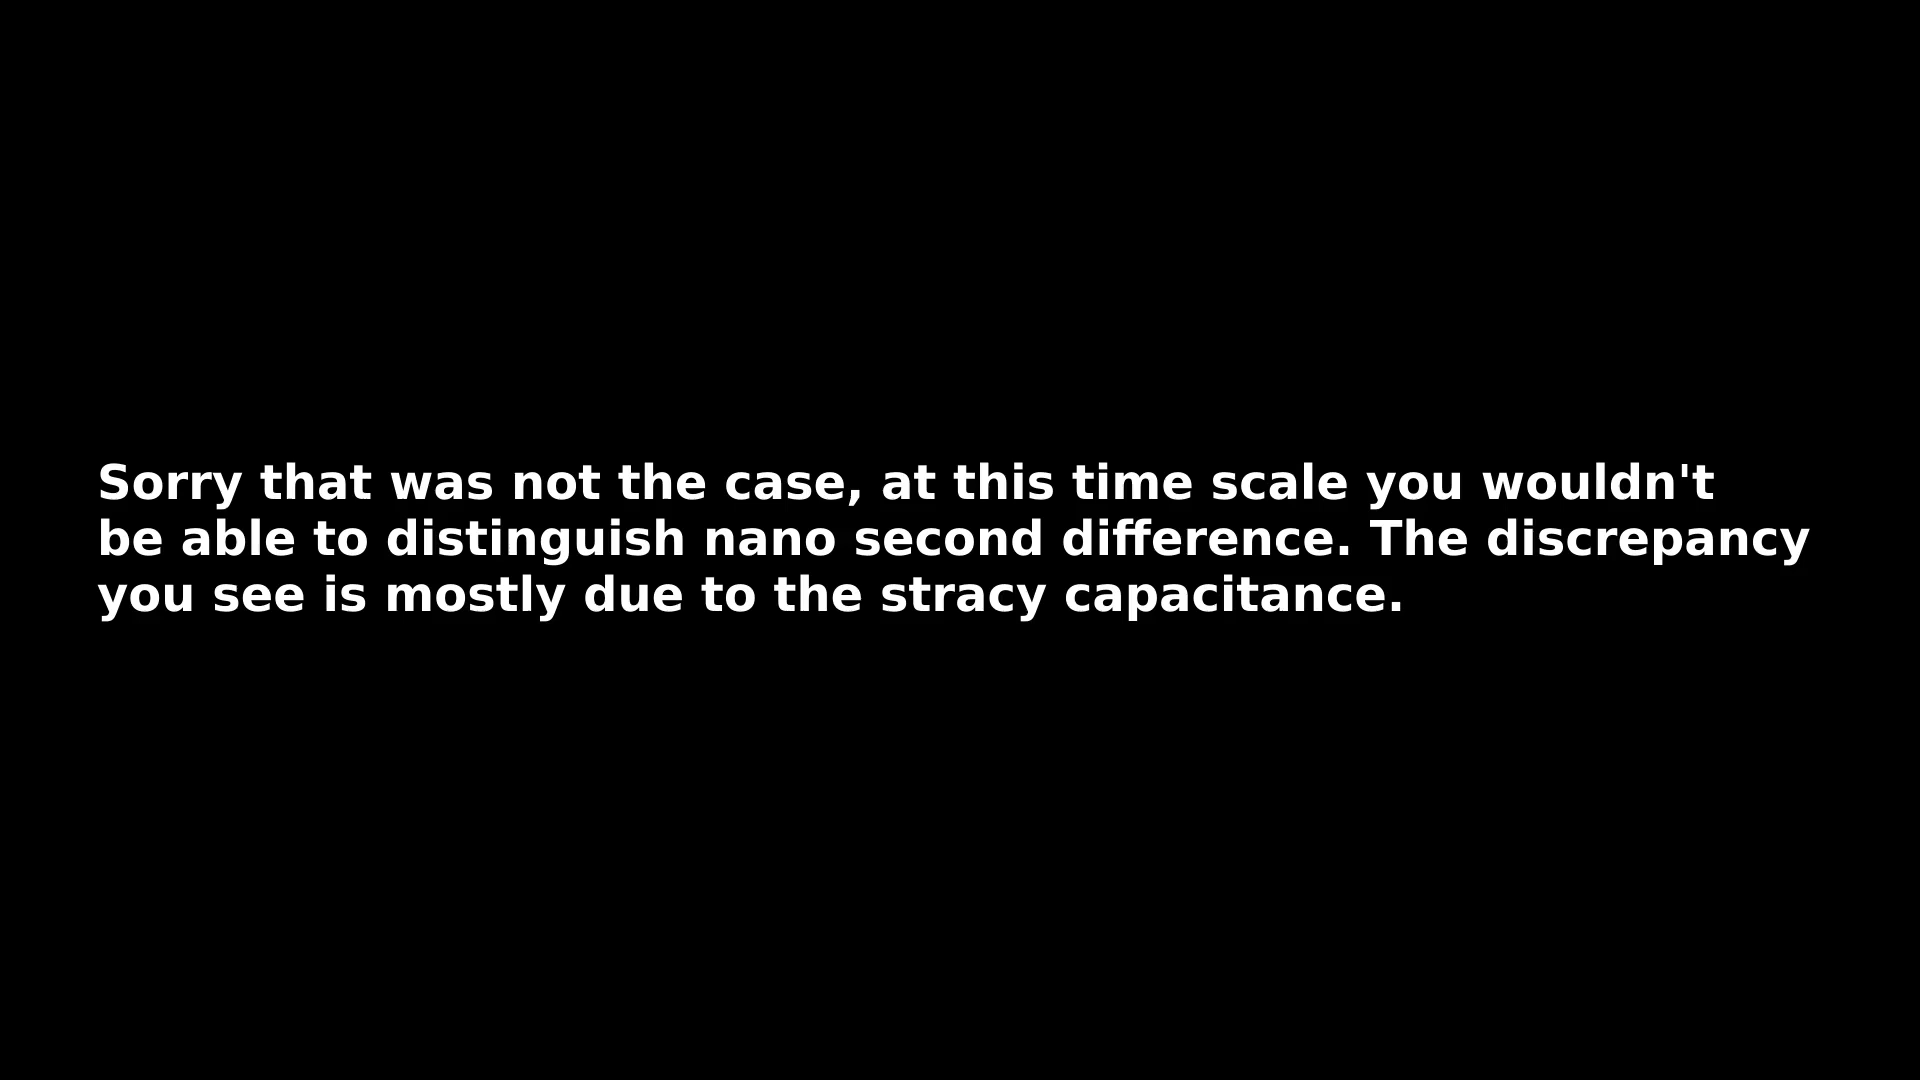 Sorry that was not the case, at this time scale you wouldn't
be able to distinguish nano second difference. The discrepancy
you see is mostly due to the stracy capacitance.